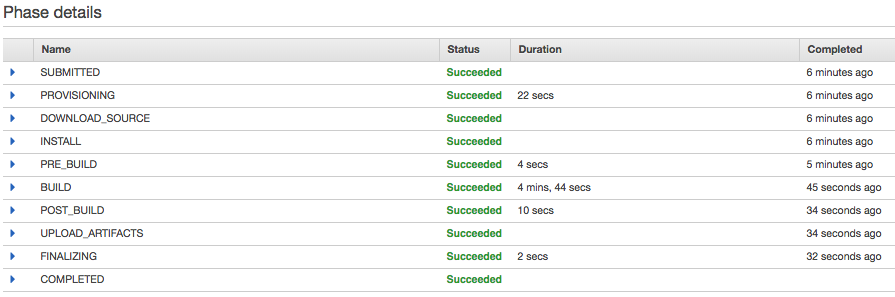 Phase details
Name Status Duration Completed
SUBMITTED Succeeded 6 minutes ago
PROVISIONING Succeeded 22 secs 6 minutes ago
DOWNLOAD_SOURCE Succeeded 6 minutes ago
INSTALL Succeeded 6 minutes ago
PRE_BUILD Succeeded 4 secs 5 minutes ago
BUILD Succeeded 4 mins, 44 secs 45 seconds ago
POST_BUILD Succeeded 10 secs 34 seconds ago
UPLOAD_ARTIFACTS Succeeded 34 seconds ago
FINALIZING Succeeded 2 secs 32 seconds ago
COMPLETED Succeeded